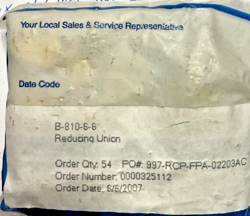 Your Local Sales & Service Representative
Date Code
B-810-6-6
Reducing Union
Order Qty: 54 PO#: 997-RCP-FPA-02203AC
Order Number: 0000325112
Order Date: 6/6/2007